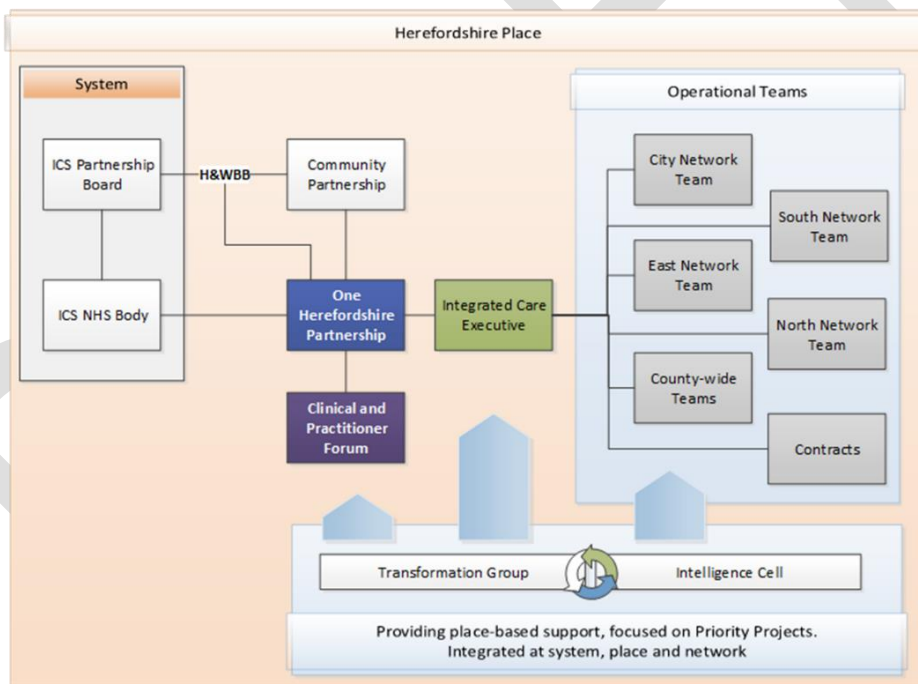 Herefordshire Place
System
ICS Partnership
Board
ICS NHS Body
H&WBB
Community
Partnership
One
Herefordshire
Partnership
Clinical and
Practitioner
Forum
Integrated Care
Executive
Operational Teams
City Network
Team
South Network
Team
East Network
Team
North Network
Team
County-wide
Teams
Contracts
Transformation Group
Intelligence Cell
Providing place-based support, focused on Priority Projects.
Integrated at system, place and network